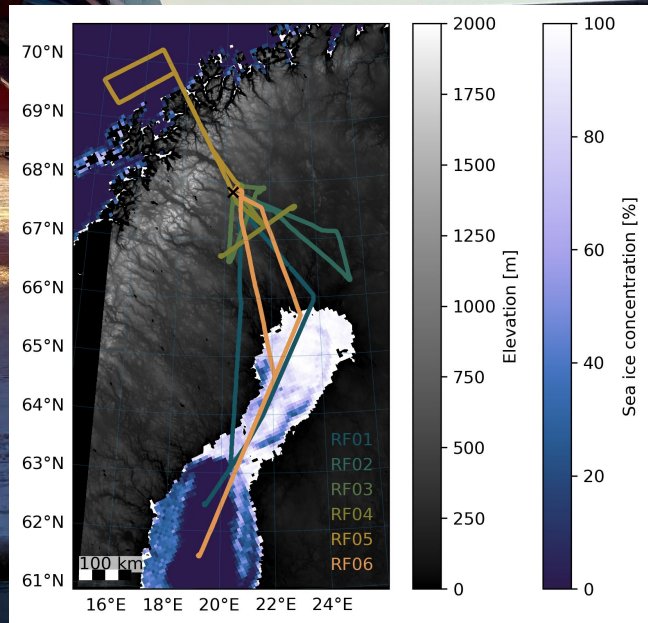 70°N
69°N
68°N
67°N
66°N
65°N
64°N
63°N
62°N
61°N
16°E 18°E 20°E 22°E 24°E
100 km
RF01
RF02
RF03
RF04
RF05
RF06
2000
1750
1500
1250
1000
750
500
250
0
Elevation [m]
100
80
60
40
20
0
Sea ice concentration [%]